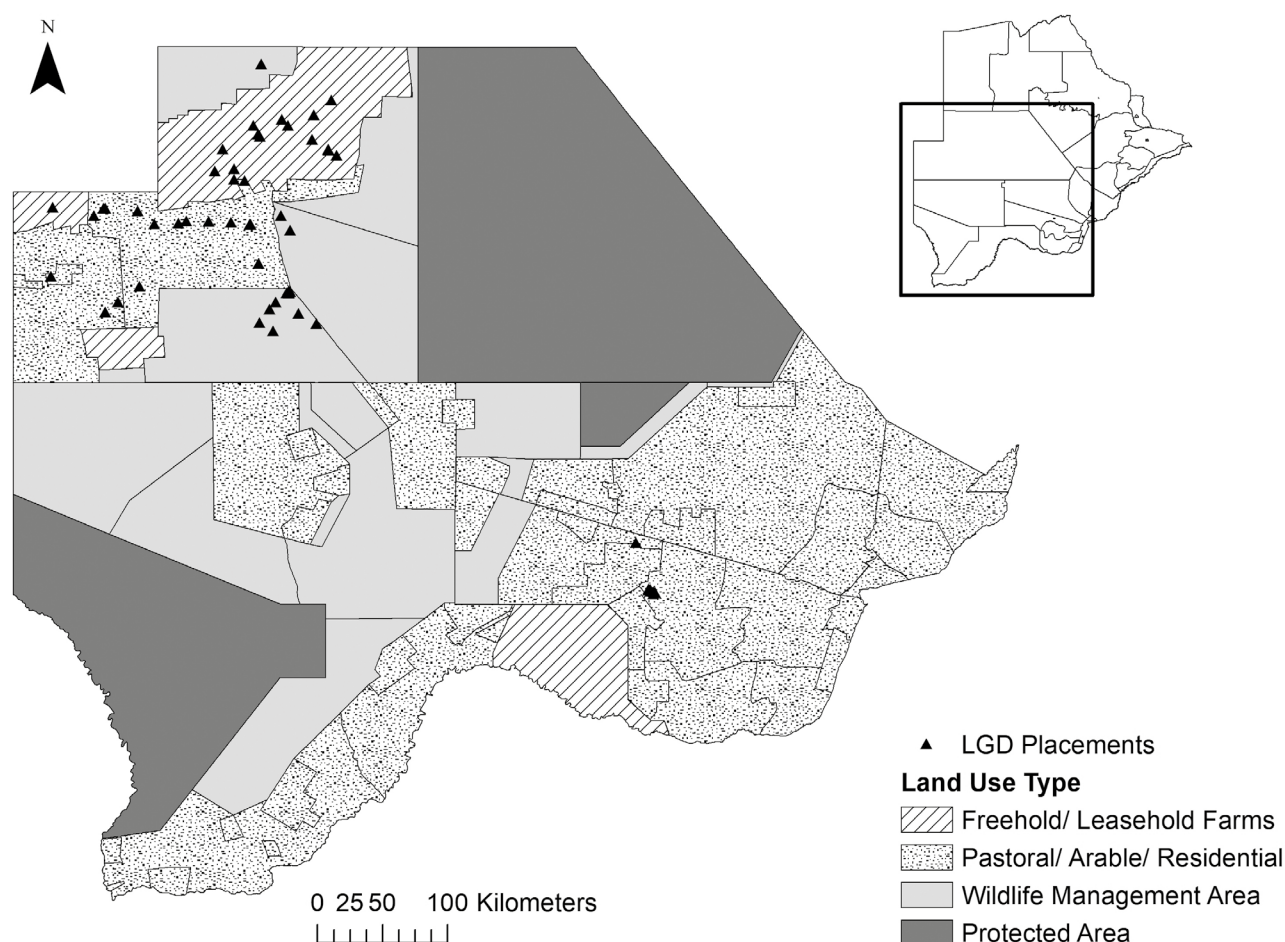 N
LGD Placements
Land Use Type
Freehold/ Leasehold Farms
Pastoral/ Arable/ Residential
Wildlife Management Area
Protected Area
0 25 50 100 Kilometers